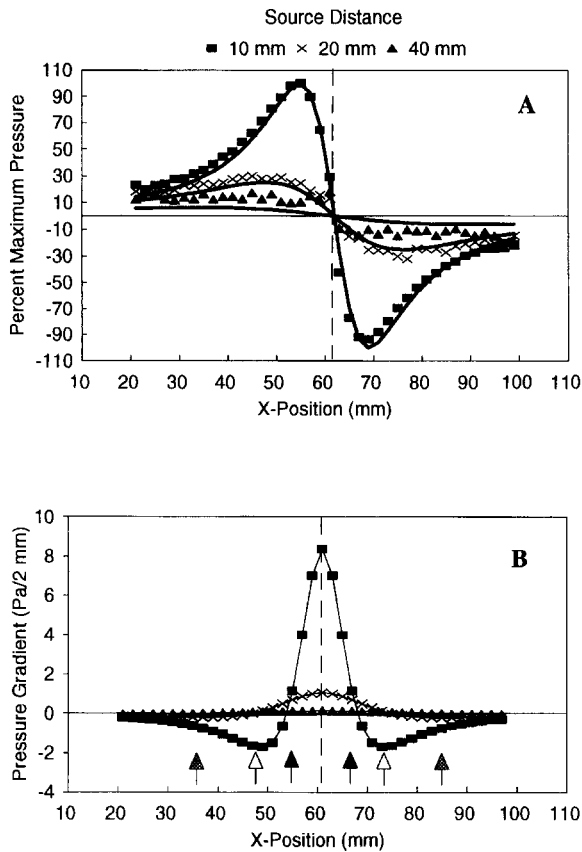 Source Distance
■ 10 mm × 20 mm ▲ 40 mm
A
110
90
70
50
30
10
-10
-30
-50
-70
-90
-110
Percent Maximum Pressure
10 20 30 40 50 60 70 80 90 100 110
X-Position (mm)
B
10
8
6
4
2
0
-2
-4
Pressure Gradient (Pa/2 mm)
10 20 30 40 50 60 70 80 90 100 110
X-Position (mm)